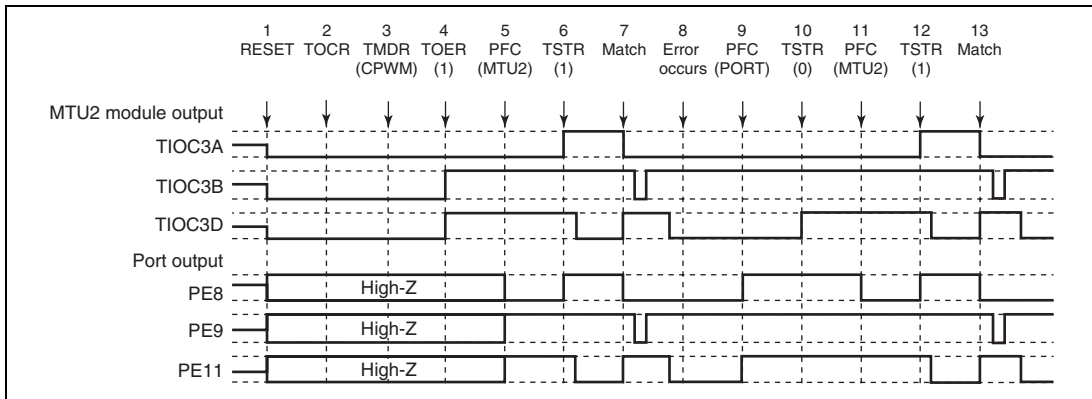 1 2 3 4 5 6 7 8 9 10 11 12 13
RESET TOCR TMDR TOER PFC TSTR Match Error PFC TSTR PFC TSTR Match
(CPWM) (1) (MTU2) (1) occurs (PORT) (0) (MTU2) (1)
MTU2 module output
TIOC3A
TIOC3B
TIOC3D
Port output
PE8 High-Z
PE9 High-Z
PE11 High-Z